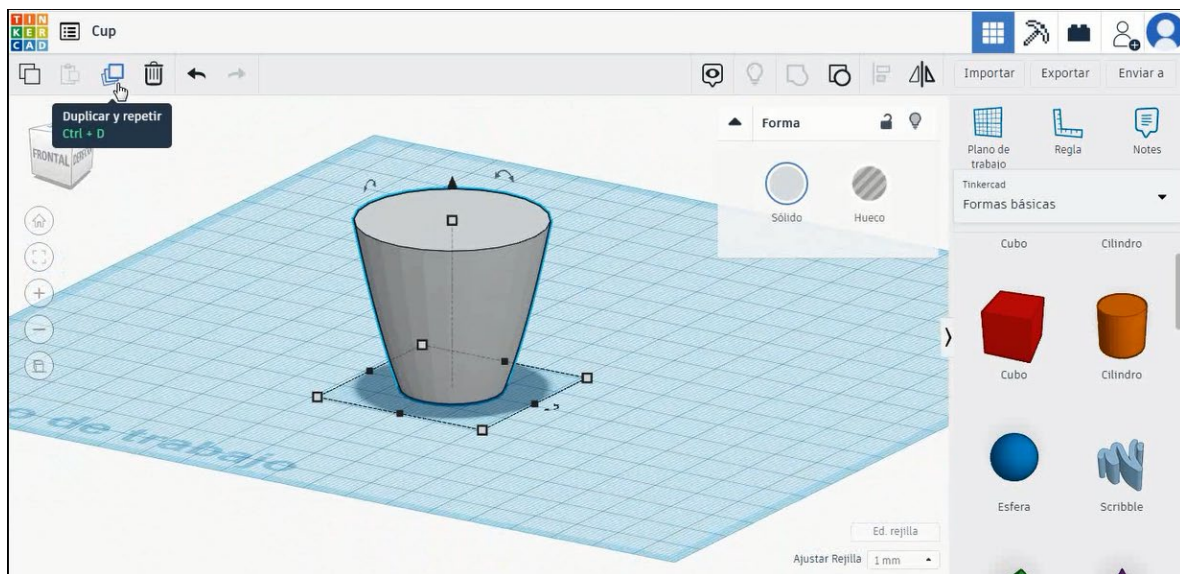 TIN
KER
CAD
Cup
Importar
Exportar
Enviar a
Duplicar y repetir
Ctrl + D
FRONTAL
Forma
Sólido
Hueco
Plano de
trabajo
Regla
Notes
Tinkercad
Formas básicas
Cubo
Cilindro
Cubo
Cilindro
Esfera
Scribble
o de trabajo
Ed. rejilla
Ajustar Rejilla
1 mm